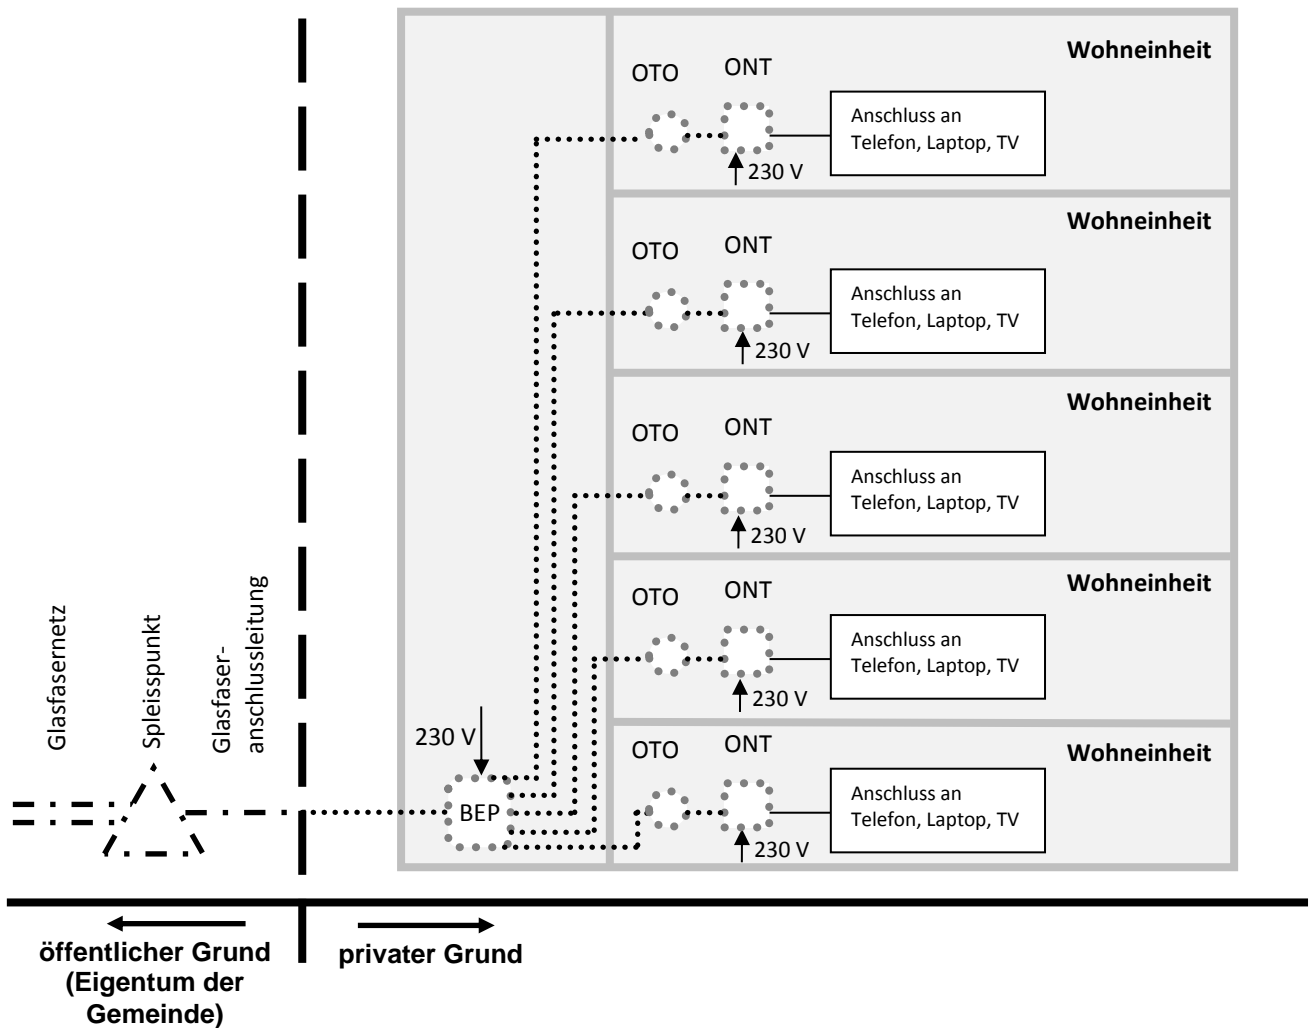 Wohneinheit
OTO
ONT
Anschluss an
Telefon, Laptop, TV
230 V
Wohneinheit
OTO
ONT
Anschluss an
Telefon, Laptop, TV
230 V
Wohneinheit
OTO
ONT
Anschluss an
Telefon, Laptop, TV
230 V
Wohneinheit
OTO
ONT
Anschluss an
Telefon, Laptop, TV
230 V
Wohneinheit
OTO
ONT
Anschluss an
Telefon, Laptop, TV
230 V
Glasfasernetz
Spleisspunkt
Glasfaser-
anschlussleitung
230 V
BEP
öffentlicher Grund
(Eigentum der
Gemeinde)
privater Grund